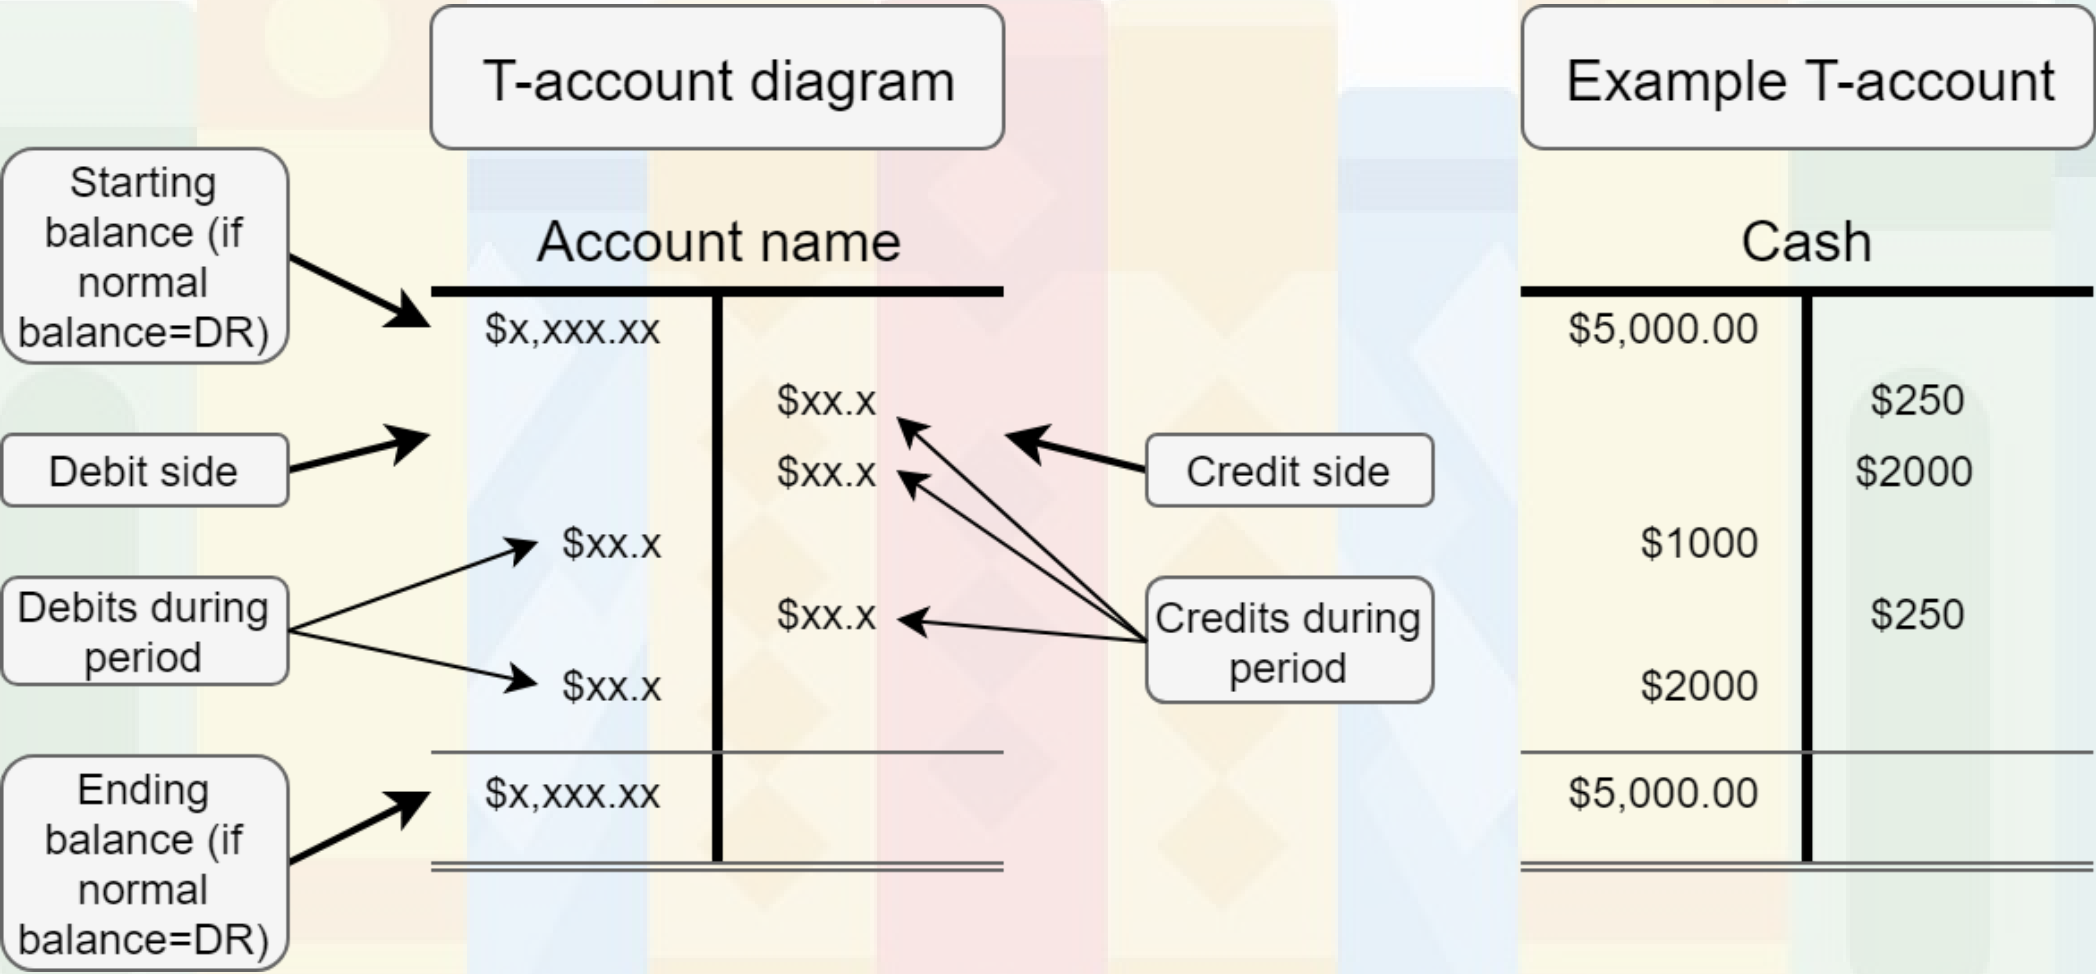 T-account diagram
Example T-account
Starting
balance (if
normal
balance=DR)
Account name
$x,xxx.xx
$xx.x
$xx.x
Debit side
Credit side
$xx.x
Debits during
period
$xx.x
Credits during
period
$xx.x
Ending
balance (if
normal
balance=DR)
$x,xxx.xx
Cash
$5,000.00
$250
$2000
$1000
$250
$2000
$5,000.00